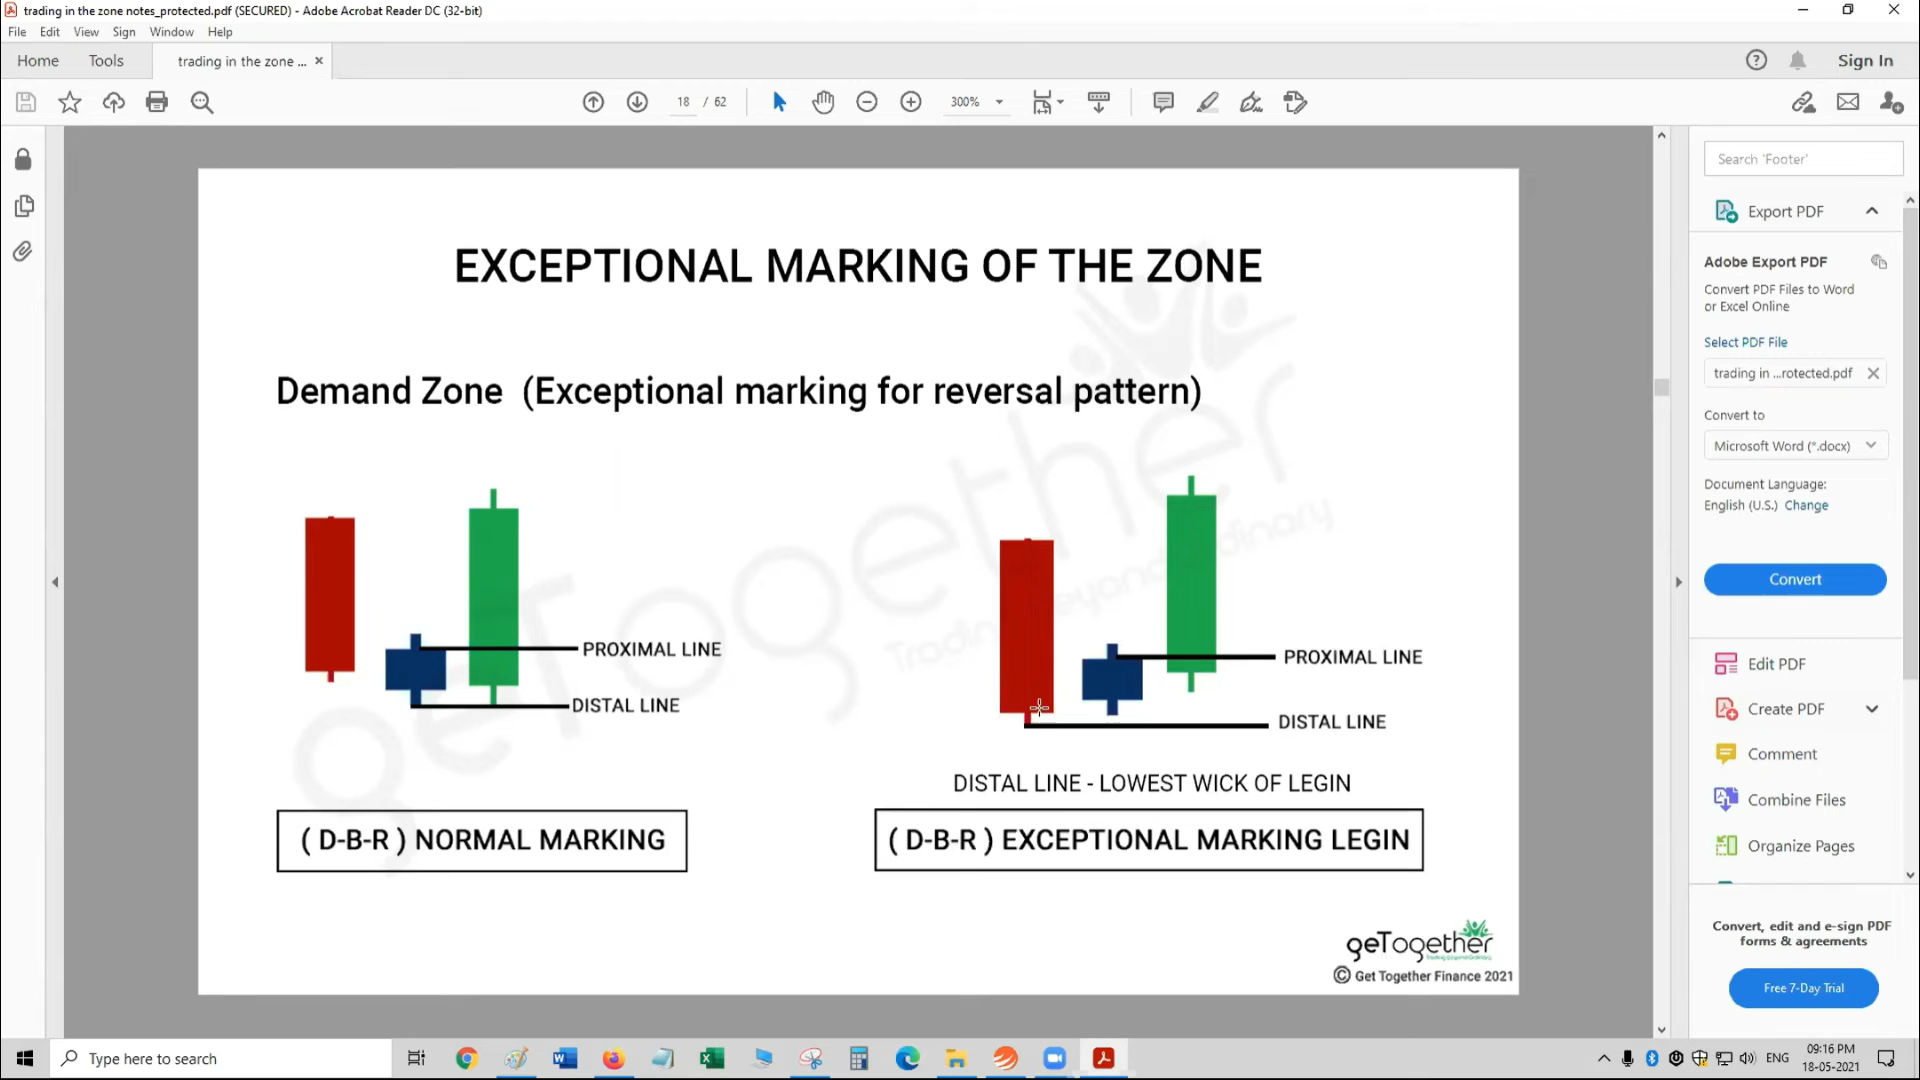 trading in the zone notes_protected.pdf (SECURED) - Adobe Acrobat Reader DC (32-bit)
File Edit View Sign Window Help
Home Tools trading in the zone ... ×
Sign In
18 / 62
300%
Search 'Footer'
Export PDF
Adobe Export PDF
Convert PDF Files to Word
or Excel Online
Select PDF File
trading in ...rotected.pdf
Convert to
Microsoft Word (*.docx)
Document Language:
English (U.S.) Change
Convert
Edit PDF
Create PDF
Comment
Combine Files
Organize Pages
Convert, edit and e-sign PDF
forms & agreements
Free 7-Day Trial
EXCEPTIONAL MARKING OF THE ZONE
Demand Zone (Exceptional marking for reversal pattern)
PROXIMAL LINE
DISTAL LINE
( D-B-R ) NORMAL MARKING
PROXIMAL LINE
DISTAL LINE
DISTAL LINE - LOWEST WICK OF LEGIN
( D-B-R ) EXCEPTIONAL MARKING LEGIN
geTogether
Trading Beyond Ordinary
geTogether
© Get Together Finance 2021
Type here to search
ENG
09:16 PM
18-05-2021